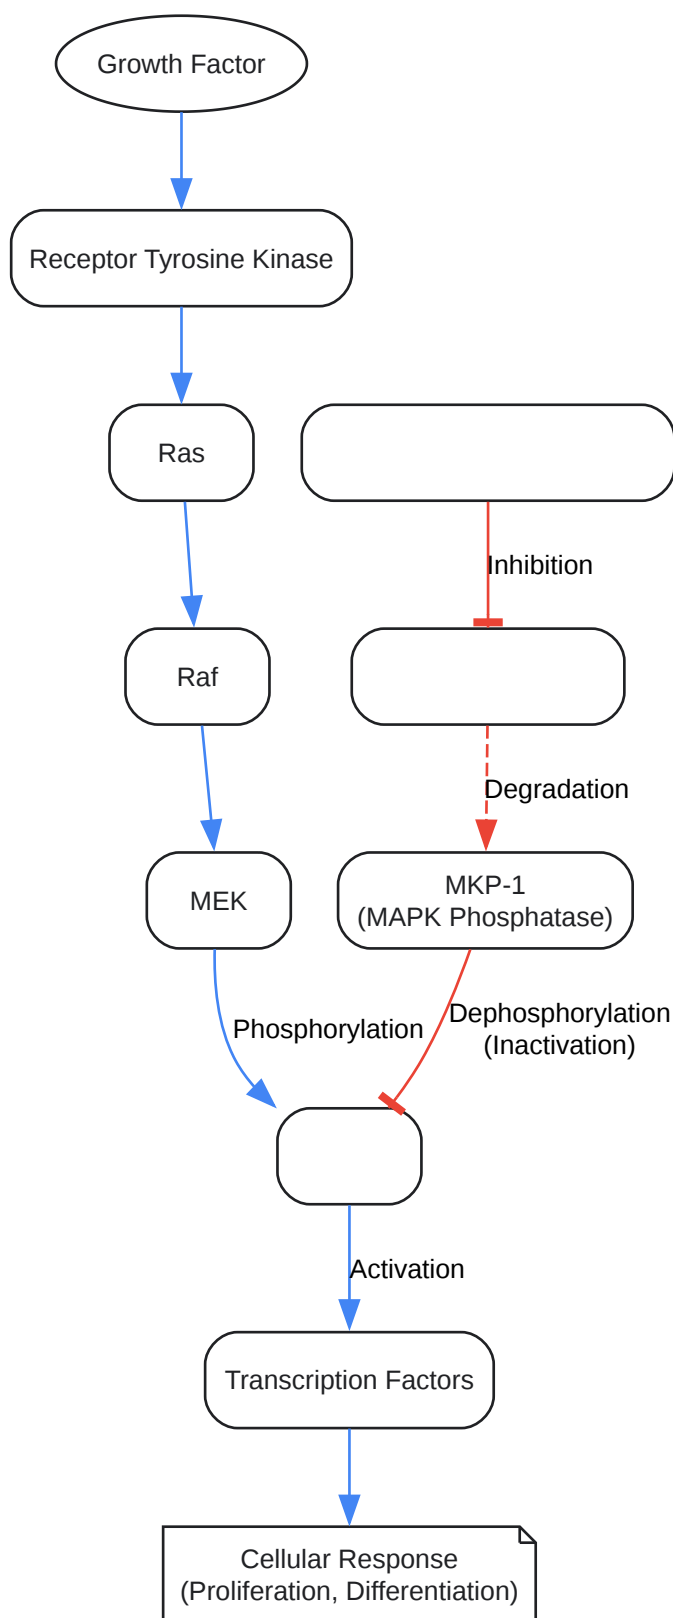 Growth Factor
Receptor Tyrosine Kinase
Ras
Inhibition
Raf
Degradation
MEK
MKP-1
(MAPK Phosphatase)
Phosphorylation
Dephosphorylation
(Inactivation)
Activation
Transcription Factors
Cellular Response
(Proliferation, Differentiation)